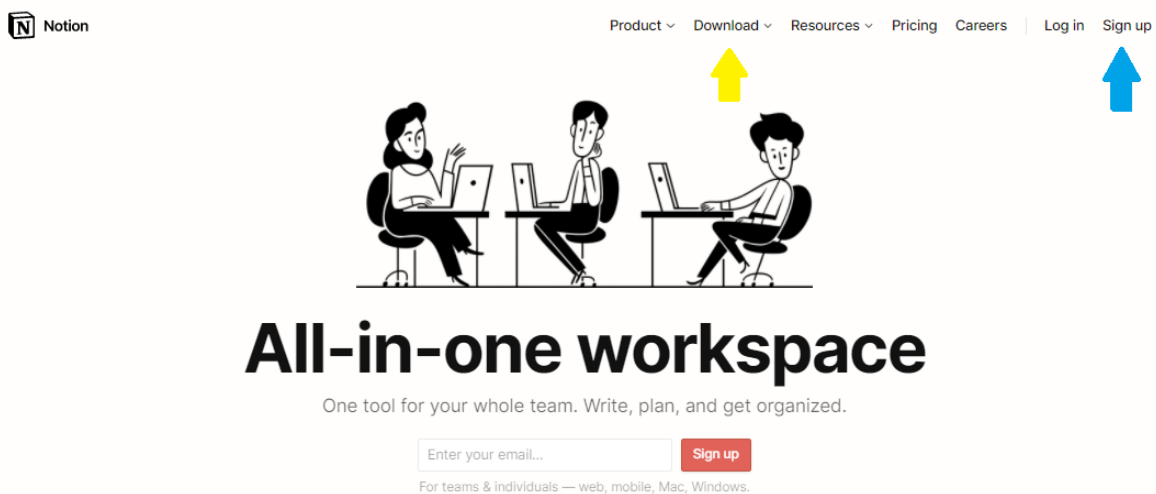 Notion Product Download Resources Pricing Careers Log in Sign up
All-in-one workspace
One tool for your whole team. Write, plan, and get organized.
Enter your email... Sign up
For teams & individuals — web, mobile, Mac, Windows.